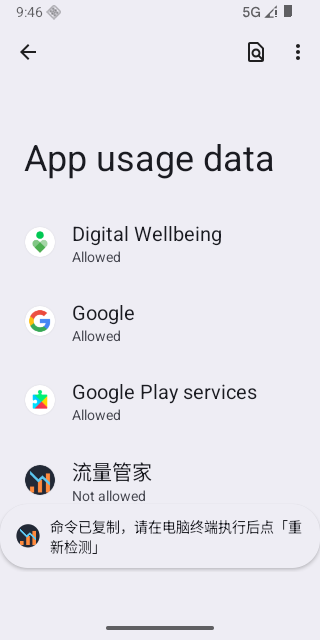 9:46
5G
App usage data
Digital Wellbeing
Allowed
Google
Allowed
Google Play services
Allowed
流量管家
Not allowed
命令已复制，请在电脑终端执行后点「重
新检测」